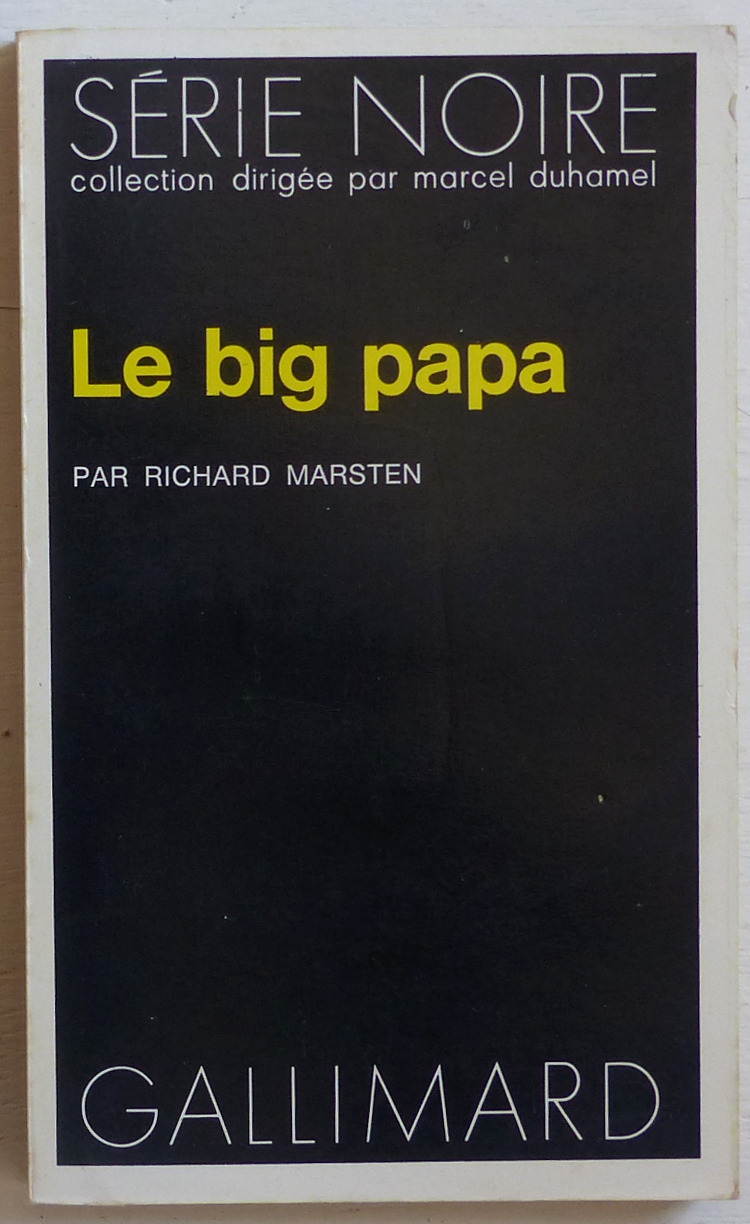 SÉRIE NOIRE
collection dirigée par marcel duhamel
Le big papa
PAR RICHARD MARSTEN
GALLIMARD